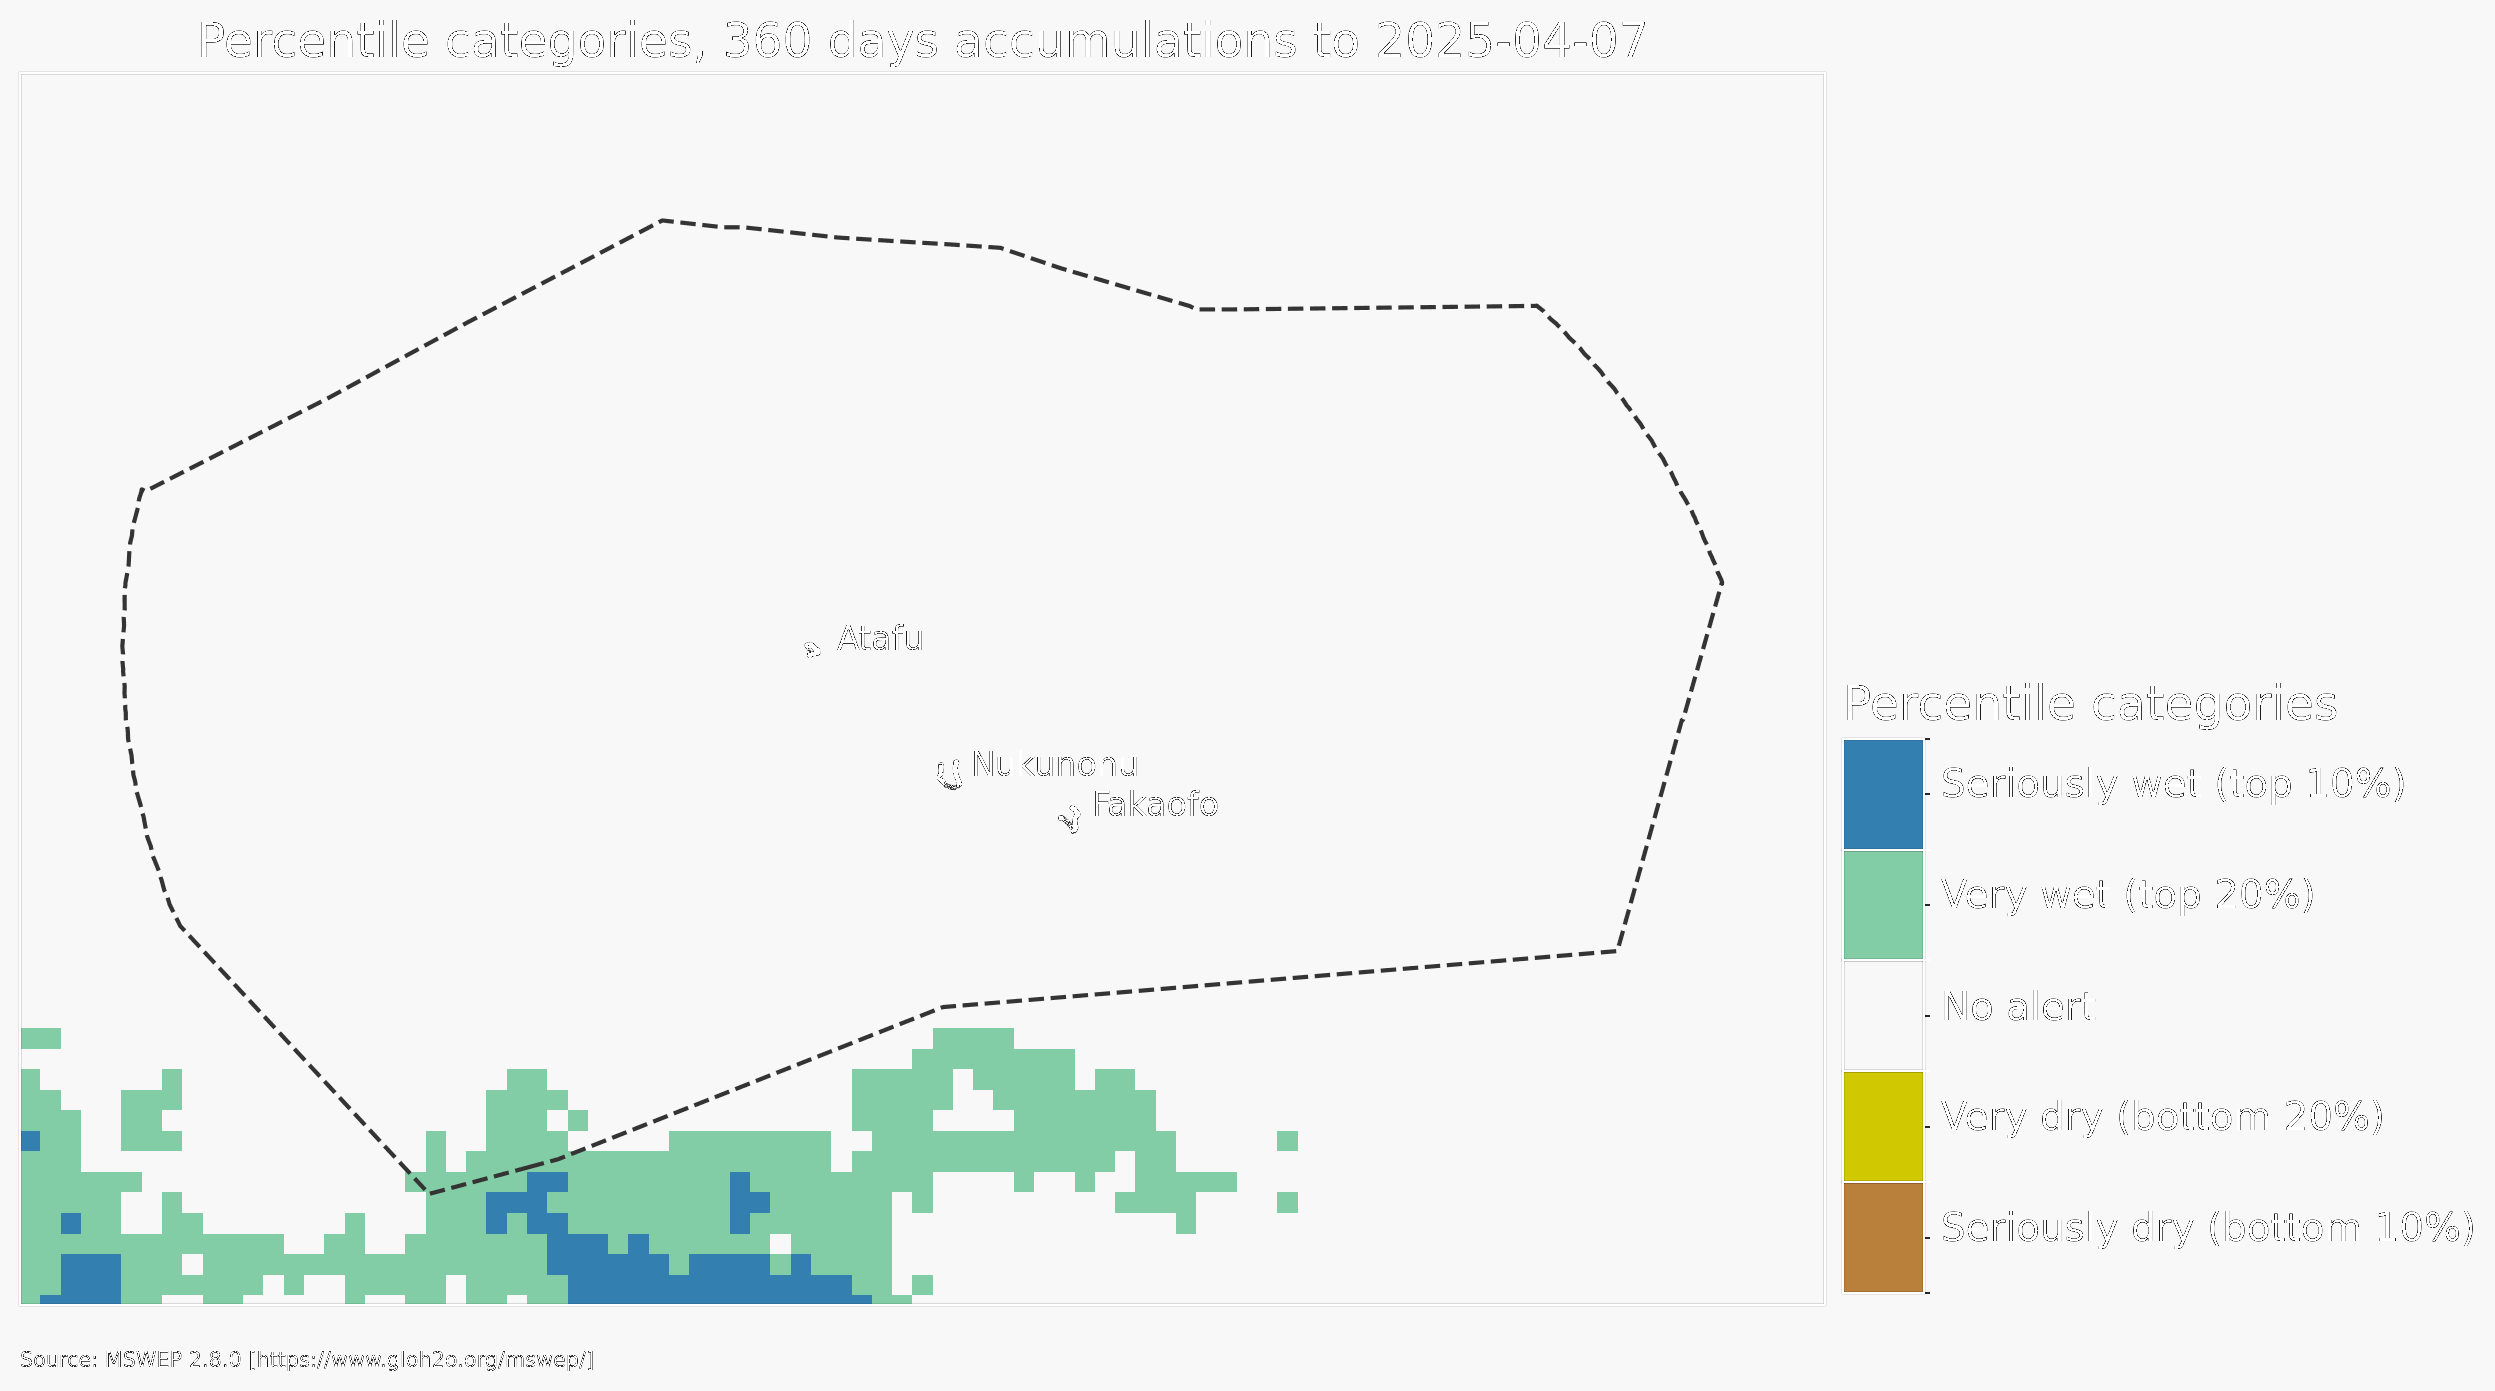 Percentile categories, 360 days accumulations to 2025-04-07
Atafu
Nukunonu
Fakaofo
Percentile categories
Seriously wet (top 10%)
Very wet (top 20%)
No alert
Very dry (bottom 20%)
Seriously dry (bottom 10%)
Source: MSWEP 2.8.0 [https://www.gloh2o.org/mswep/]